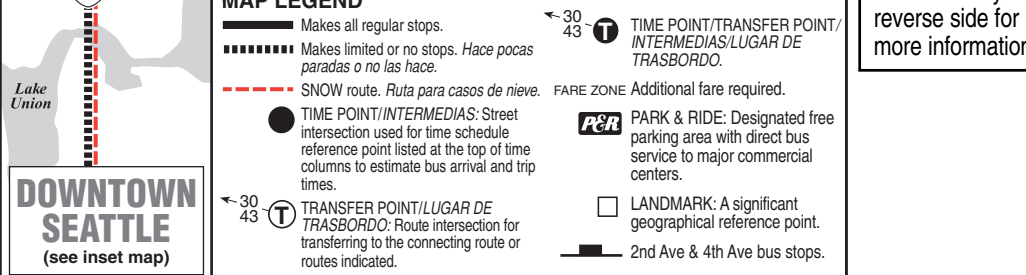 Lake
Union
DOWNTOWN
SEATTLE
(see inset map)
MAP LEGEND
Makes all regular stops.
Makes limited or no stops. Hace pocas
paradas o no las hace.
SNOW route. Ruta para casos de nieve.
TIME POINT/INTERMEDIAS: Street
intersection used for time schedule
reference point listed at the top of time
columns to estimate bus arrival and trip
times.
30
43 T
TRANSFER POINT/LUGAR DE
TRASBORDO: Route intersection for
transferring to the connecting route or
routes indicated.
30
43 T
TIME POINT/TRANSFER POINT/
INTERMEDIAS/LUGAR DE
TRASBORDO.
FARE ZONE Additional fare required.
P&R PARK & RIDE: Designated free
parking area with direct bus
service to major commercial
centers.
LANDMARK: A significant
geographical reference point.
2nd Ave & 4th Ave bus stops.
reverse side for
more information